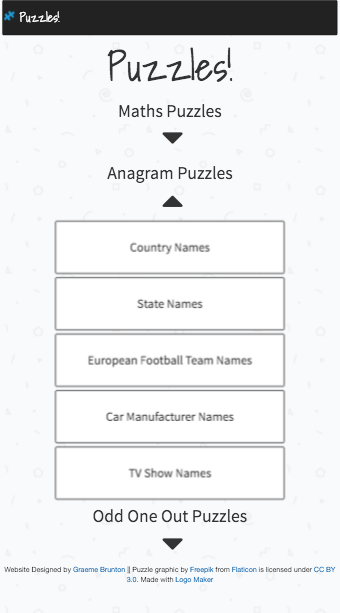 Puzzles!
Puzzles!
Maths Puzzles
Anagram Puzzles
Country Names
State Names
European Football Team Names
Car Manufacturer Names
TV Show Names
Odd One Out Puzzles
Website Designed by Graeme Brunton || Puzzle graphic by Freepik from Flaticon is licensed under CC BY
3.0. Made with Logo Maker